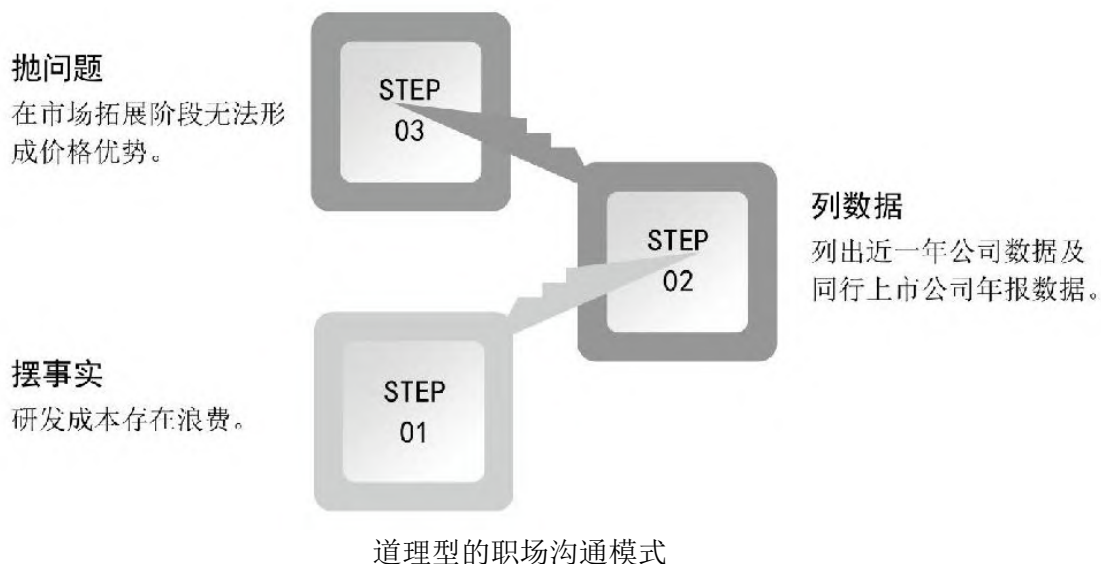 抛问题
在市场拓展阶段无法形
成价格优势。
STEP
03
列数据
列出近一年公司数据及
同行上市公司年报数据。
STEP
02
摆事实
研发成本存在浪费。
STEP
01
道理型的职场沟通模式